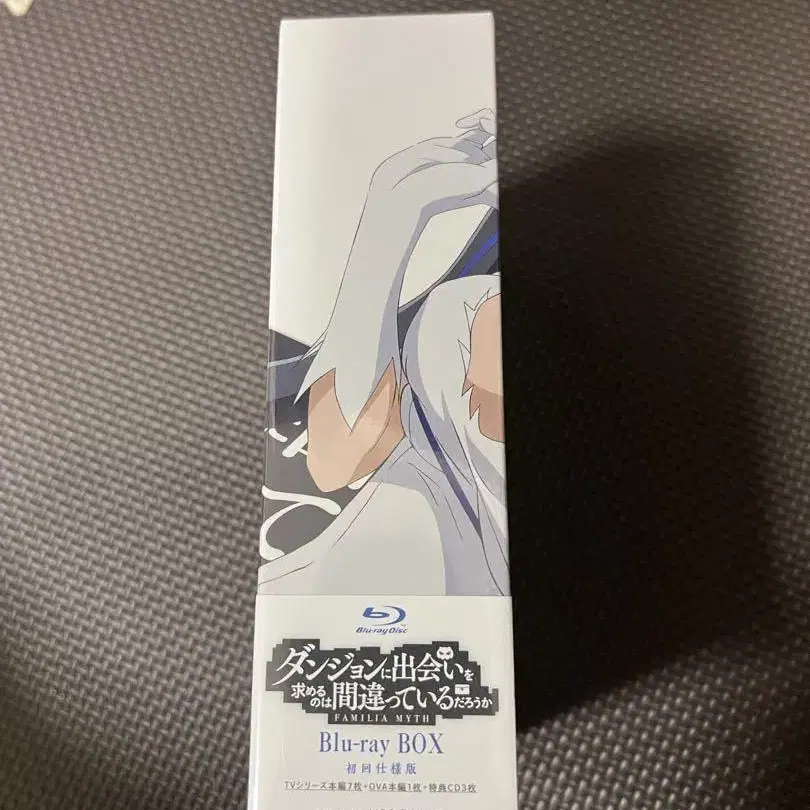 Blu-ray Disc
ダンジョンに出会いを
求めるのは間違っているだろうか
FAMILIA MYTH
Blu-ray BOX
初回仕様版
TVシリーズ本編7枚+OVA本編1枚+特典CD3枚